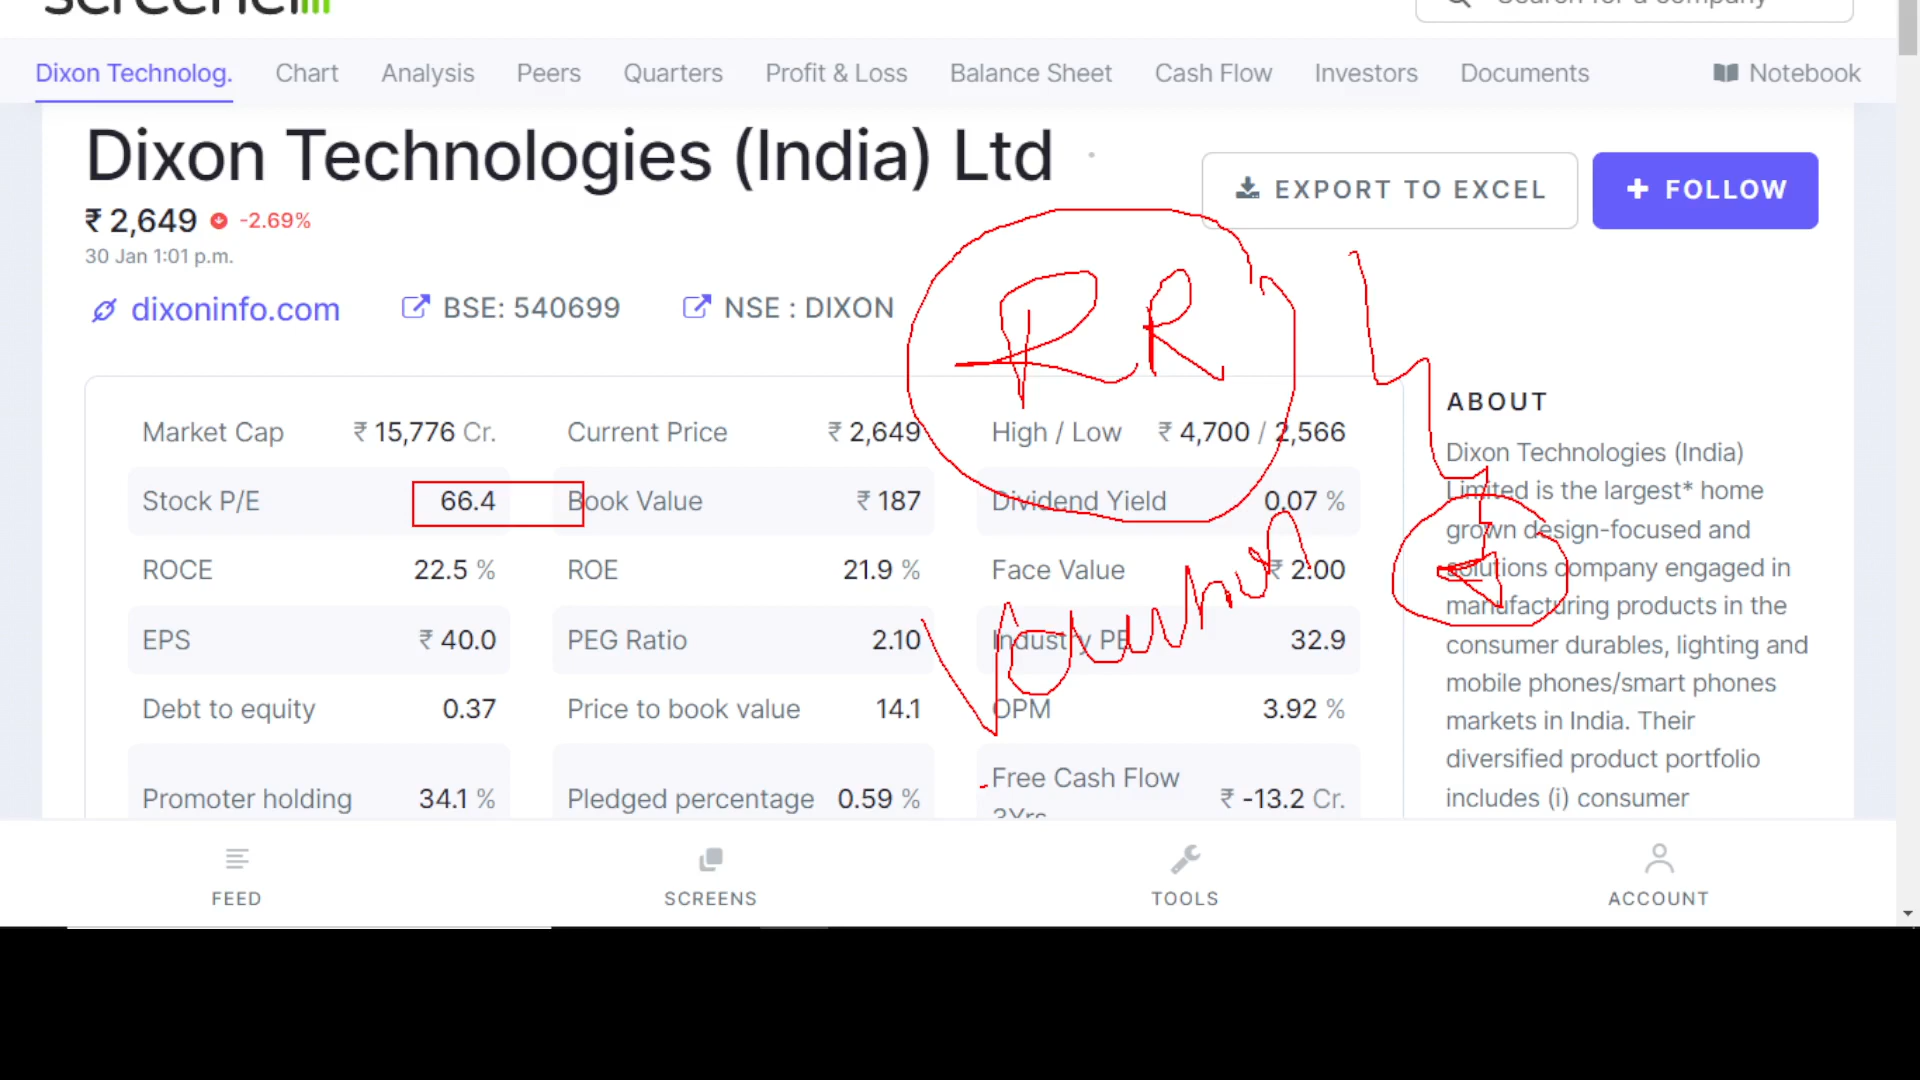 screener
Search for a company
Dixon Technolog. Chart Analysis Peers Quarters Profit & Loss Balance Sheet Cash Flow Investors Documents Notebook
Dixon Technologies (India) Ltd
EXPORT TO EXCEL
FOLLOW
₹ 2,649 -2.69%
30 Jan 1:01 p.m.
dixoninfo.com BSE: 540699 NSE : DIXON
RR
Market Cap ₹ 15,776 Cr. Current Price ₹ 2,649 High / Low ₹ 4,700 / 2,566
Stock P/E 66.4 Book Value ₹ 187 Dividend Yield 0.07 %
ROCE 22.5 % ROE 21.9 % Face Value ₹ 2.00
EPS ₹ 40.0 PEG Ratio 2.10 Industry PE 32.9
Debt to equity 0.37 Price to book value 14.1 OPM 3.92 %
Promoter holding 34.1 % Pledged percentage 0.59 % Free Cash Flow 3Yrs ₹ -13.2 Cr.
ABOUT
Dixon Technologies (India)
Limited is the largest* home
grown design-focused and
solutions company engaged in
manufacturing products in the
consumer durables, lighting and
mobile phones/smart phones
markets in India. Their
diversified product portfolio
includes (i) consumer
FEED SCREENS TOOLS ACCOUNT